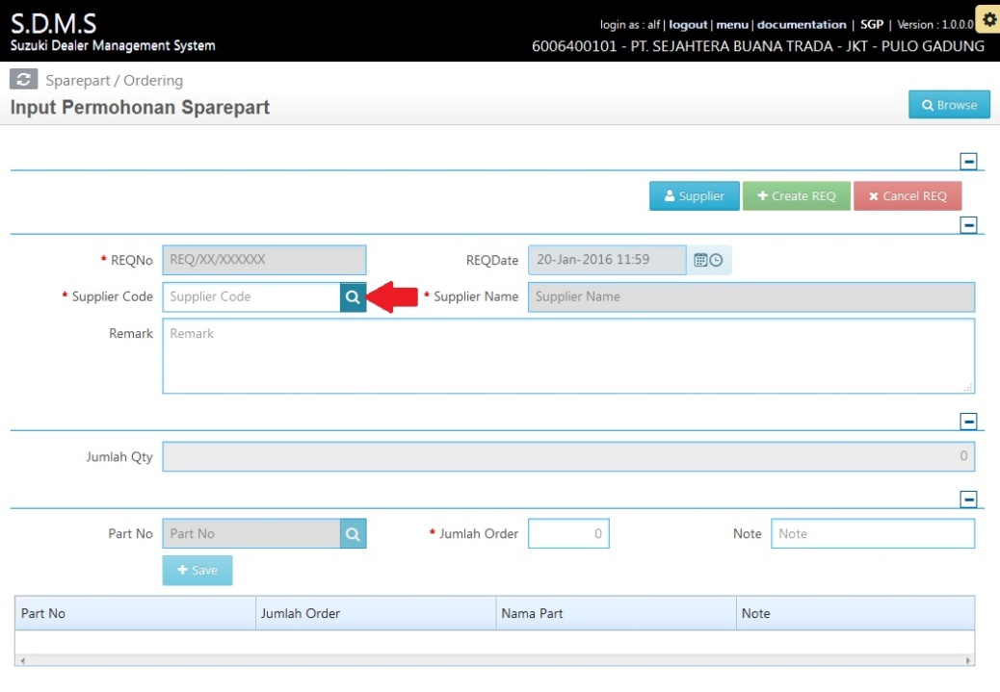 S.D.M.S
Suzuki Dealer Management System
login as : alf | logout | menu | documentation | SGP | Version : 1.0.0.0
6006400101 - PT. SEJAHTERA BUANA TRADA - JKT - PULO GADUNG
Sparepart / Ordering
Input Permohonan Sparepart
Browse
Supplier
+ Create REQ
× Cancel REQ
* REQNo REQ/XX/XXXXXX REQDate 20-Jan-2016 11:59
* Supplier Code Supplier Code * Supplier Name Supplier Name
Remark Remark
Jumlah Qty 0
Part No Part No * Jumlah Order 0 Note Note
+ Save
Part No Jumlah Order Nama Part Note